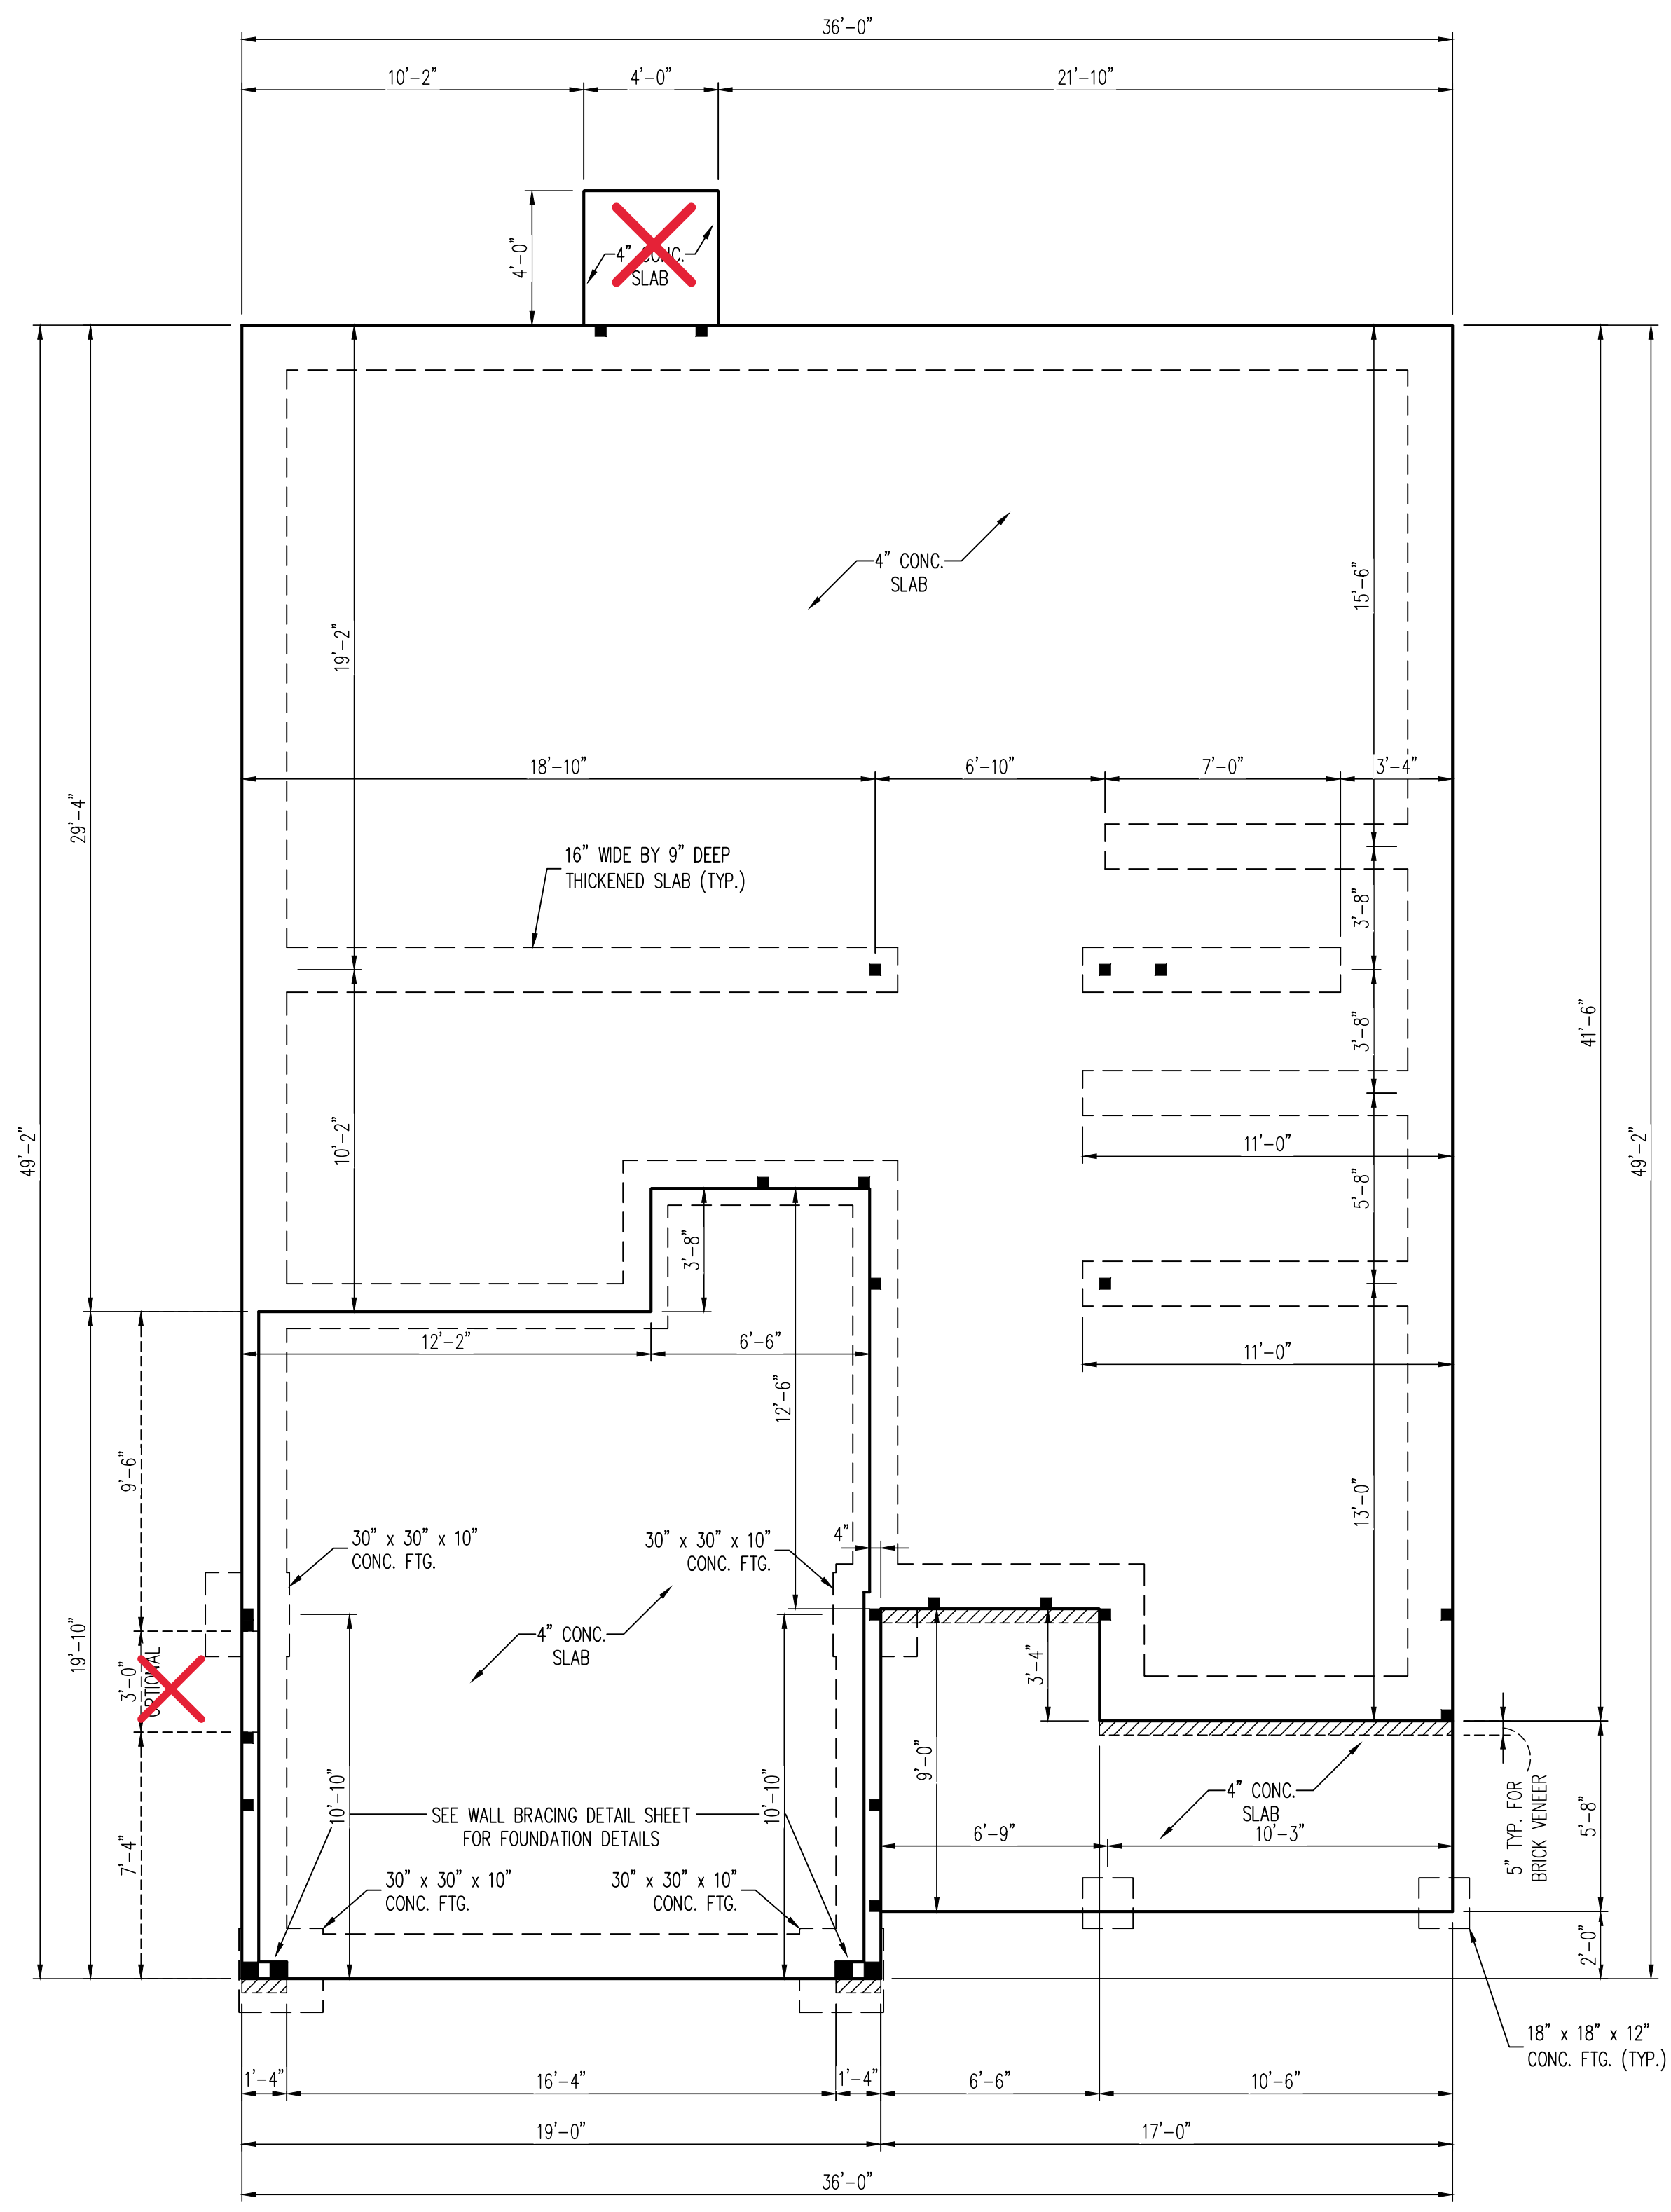 36'-0"
10'-2"
4'-0"
21'-10"
4'-0"
4" CONC.
SLAB
4" CONC.
SLAB
15'-6"
19'-2"
18'-10"
6'-10"
7'-0"
3'-4"
29'-4"
16" WIDE BY 9" DEEP
THICKENED SLAB (TYP.)
3'-8"
3'-8"
41'-6"
49'-2"
10'-2"
11'-0"
49'-2"
5'-8"
3'-8"
12'-2"
6'-6"
11'-0"
12'-6"
9'-6"
13'-0"
30" x 30" x 10"
CONC. FTG.
30" x 30" x 10"
CONC. FTG.
4"
19'-10"
4" CONC.
SLAB
3'-0"
OPTIONAL
3'-4"
9'-0"
10'-10"
10'-10"
SEE WALL BRACING DETAIL SHEET
FOR FOUNDATION DETAILS
4" CONC.
SLAB
7'-4"
6'-9"
10'-3"
5" TYP. FOR
BRICK VENEER
5'-8"
30" x 30" x 10"
CONC. FTG.
30" x 30" x 10"
CONC. FTG.
2'-0"
18" x 18" x 12"
CONC. FTG. (TYP.)
1'-4"
16'-4"
1'-4"
6'-6"
10'-6"
19'-0"
17'-0"
36'-0"